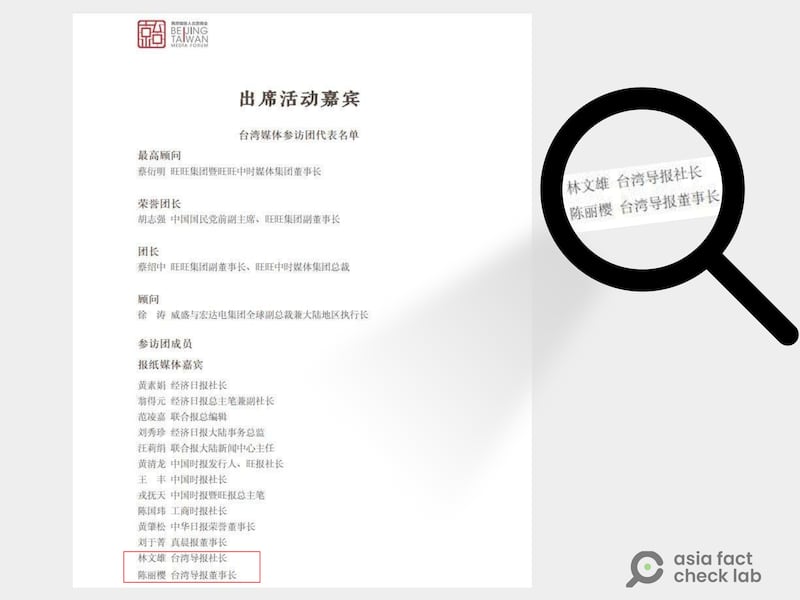 两岸媒体人北京峰会
BEIJING
TAIWAN
MEDIA FORUM
出席活动嘉宾
台湾媒体参访团代表名单
最高顾问
蔡衍明 旺旺集团暨旺旺中时媒体集团董事长
荣誉团长
胡志强 中国国民党前副主席、旺旺集团副董事长
团长
蔡绍中 旺旺集团副董事长、旺旺中时媒体集团总裁
顾问
徐 涛 威盛与宏达电集团全球副总裁兼大陆地区执行长
参访团成员
报纸媒体嘉宾
黄素娟 经济日报社长
翁得元 经济日报总主笔兼副社长
范凌嘉 联合报总编辑
刘秀珍 经济日报大陆事务总监
汪莉绢 联合报大陆新闻中心主任
黄清龙 中国时报发行人、旺报社长
王 丰 中国时报社长
戎抚天 中国时报暨旺报总主笔
陈国玮 工商时报社长
黄肇松 中华日报荣誉董事长
刘于菁 真晨报董事长
林文雄 台湾导报社长
陈丽樱 台湾导报董事长
林文雄 台湾导报社长
陈丽樱 台湾导报董事长
asia fact
check lab